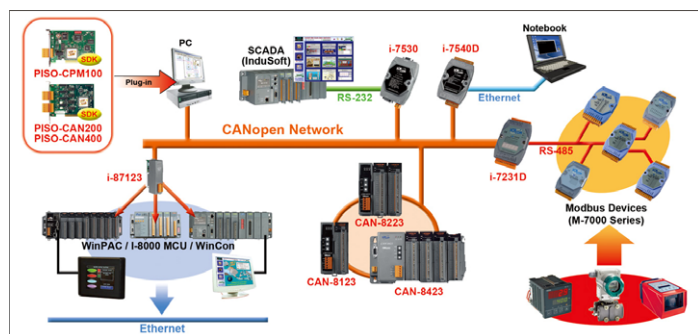 SDK
PISO-CPM100
SDK
PISO-CAN200
PISO-CAN400
Plug-in
PC
SCADA
(InduSoft)
RS-232
i-7530
i-7540D
Ethernet
Notebook
CANopen Network
i-7231D
RS-485
Modbus Devices
(M-7000 Series)
i-87123
WinPAC / I-8000 MCU / WinCon
Ethernet
CAN-8223
CAN-8123
CAN-8423